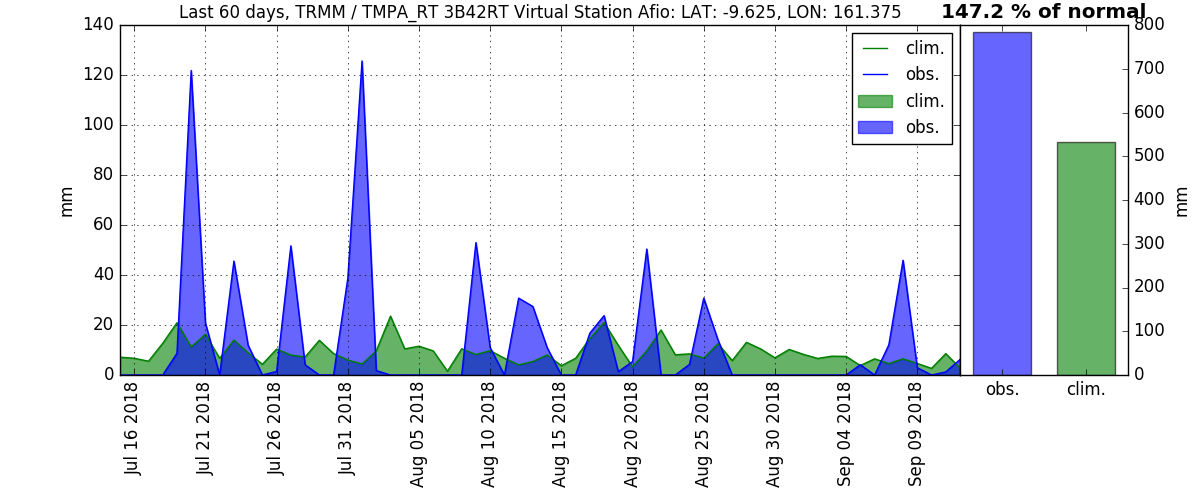 Last 60 days, TRMM / TMPA_RT 3B42RT Virtual Station Afio: LAT: -9.625, LON: 161.375
147.2 % of normal
140
120
100
80
60
40
20
0
mm
clim.
obs.
clim.
obs.
Jul 16 2018
Jul 21 2018
Jul 26 2018
Jul 31 2018
Aug 05 2018
Aug 10 2018
Aug 15 2018
Aug 20 2018
Aug 25 2018
Aug 30 2018
Sep 04 2018
Sep 09 2018
800
700
600
500
400
300
200
100
0
mm
obs.
clim.